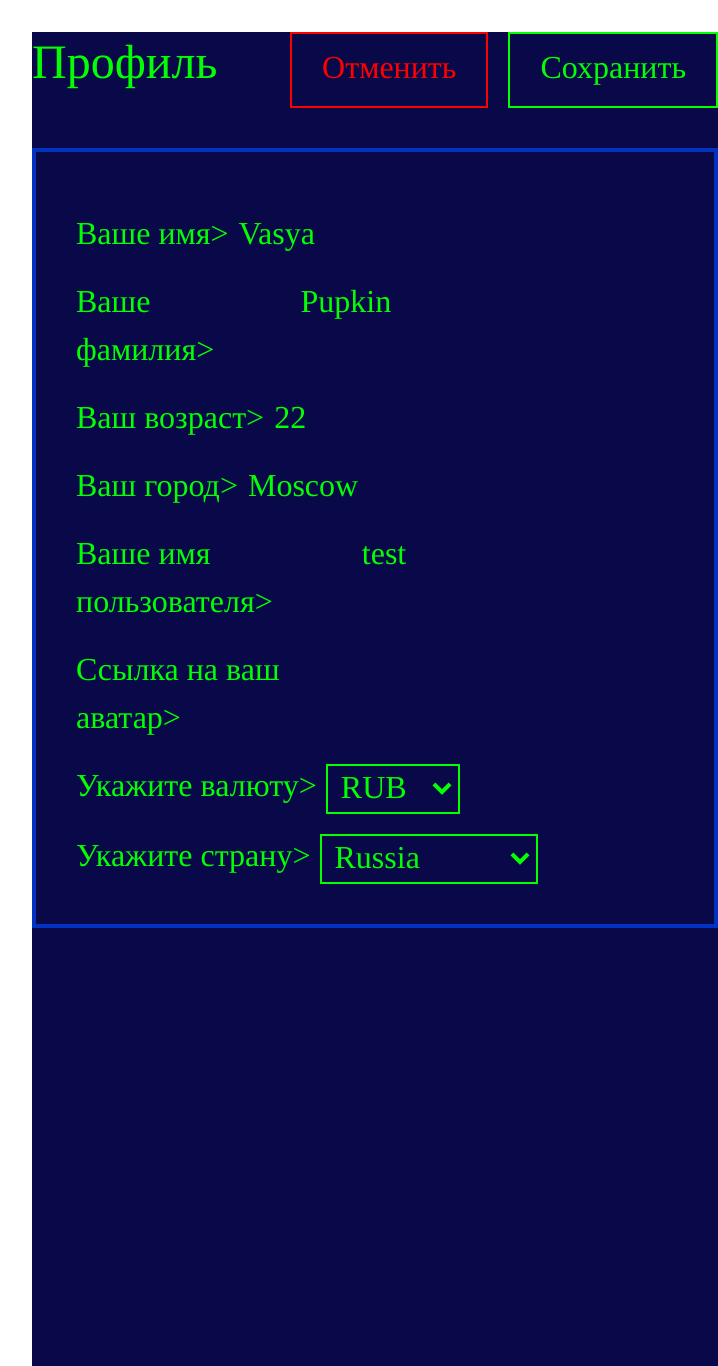 Профиль Отменить Сохранить
Ваше имя> Vasya
Ваше Pupkin
фамилия>
Ваш возраст> 22
Ваш город> Moscow
Ваше имя test
пользователя>
Ссылка на ваш
аватар>
Укажите валюту> RUB
Укажите страну> Russia